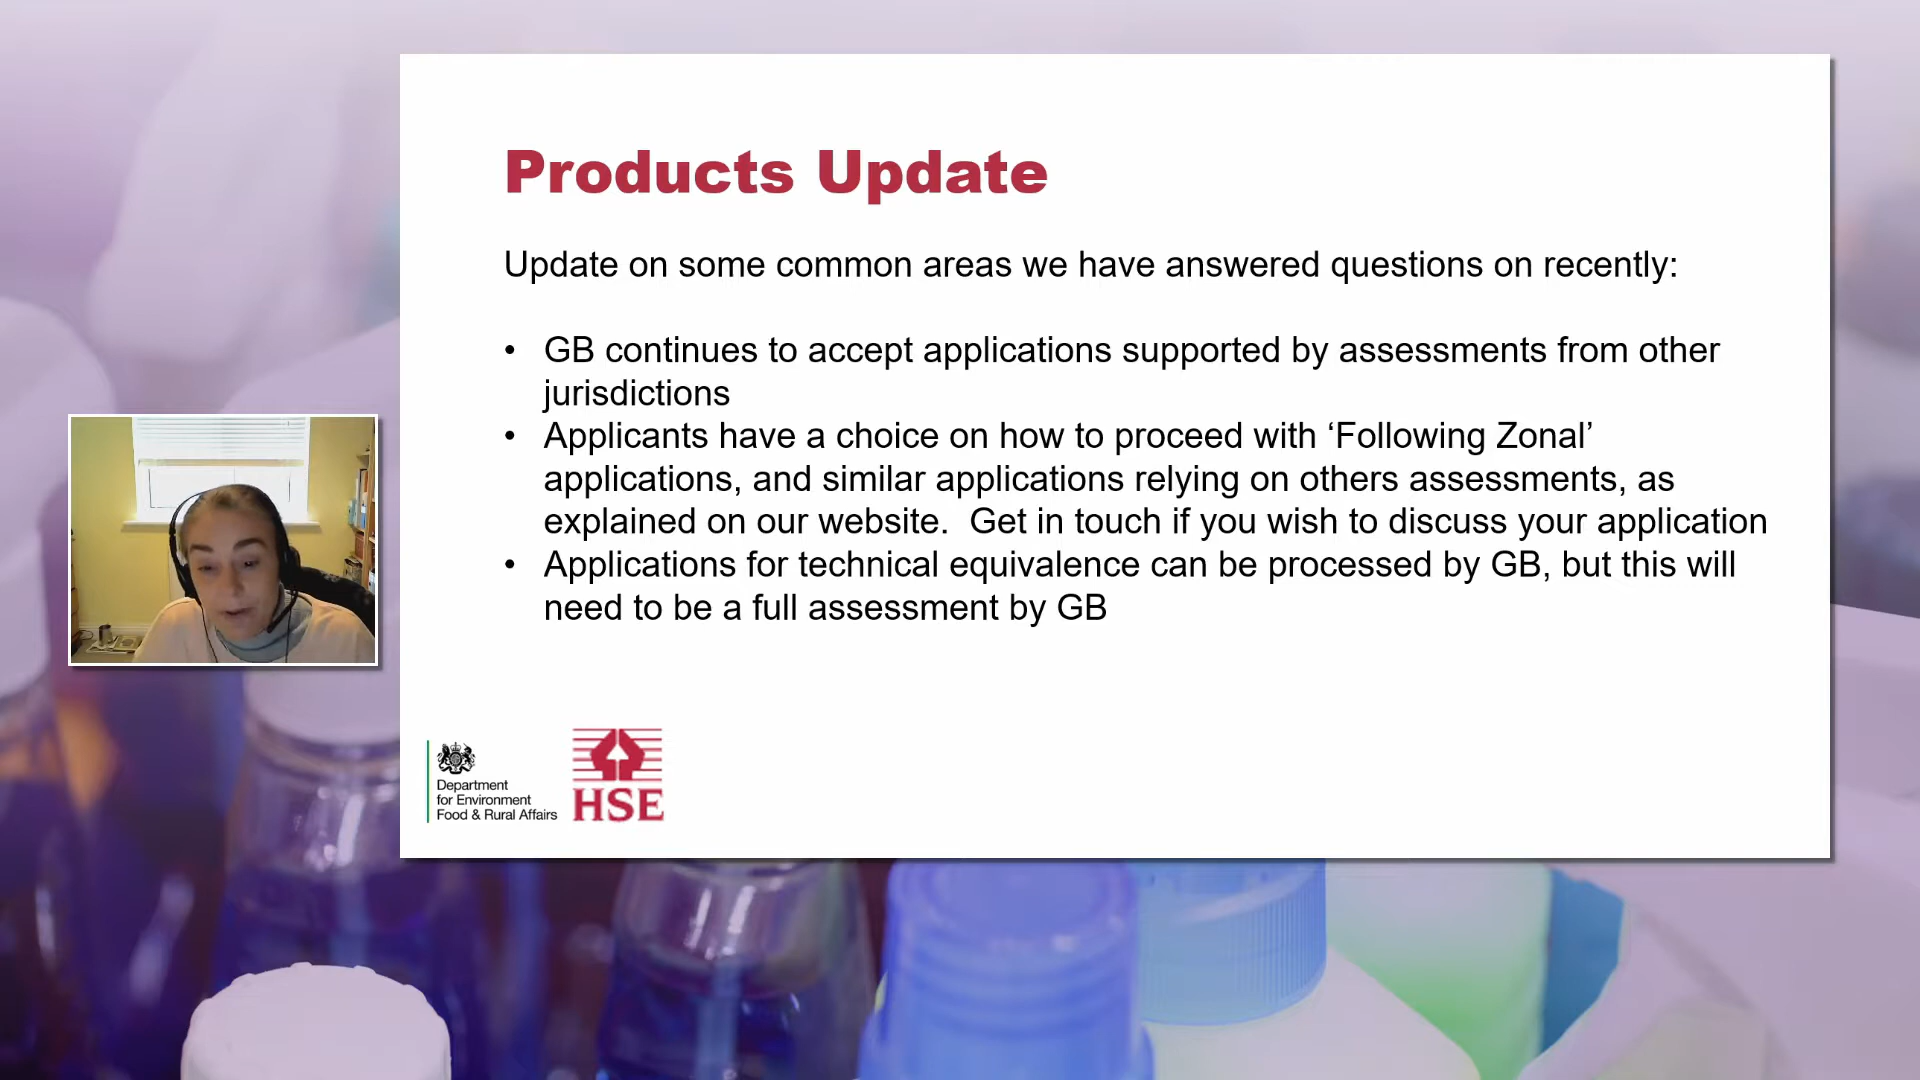 Products Update
Update on some common areas we have answered questions on recently:
• GB continues to accept applications supported by assessments from other
jurisdictions
• Applicants have a choice on how to proceed with ‘Following Zonal’
applications, and similar applications relying on others assessments, as
explained on our website.  Get in touch if you wish to discuss your application
• Applications for technical equivalence can be processed by GB, but this will
need to be a full assessment by GB
Department
for Environment
Food & Rural Affairs
HSE